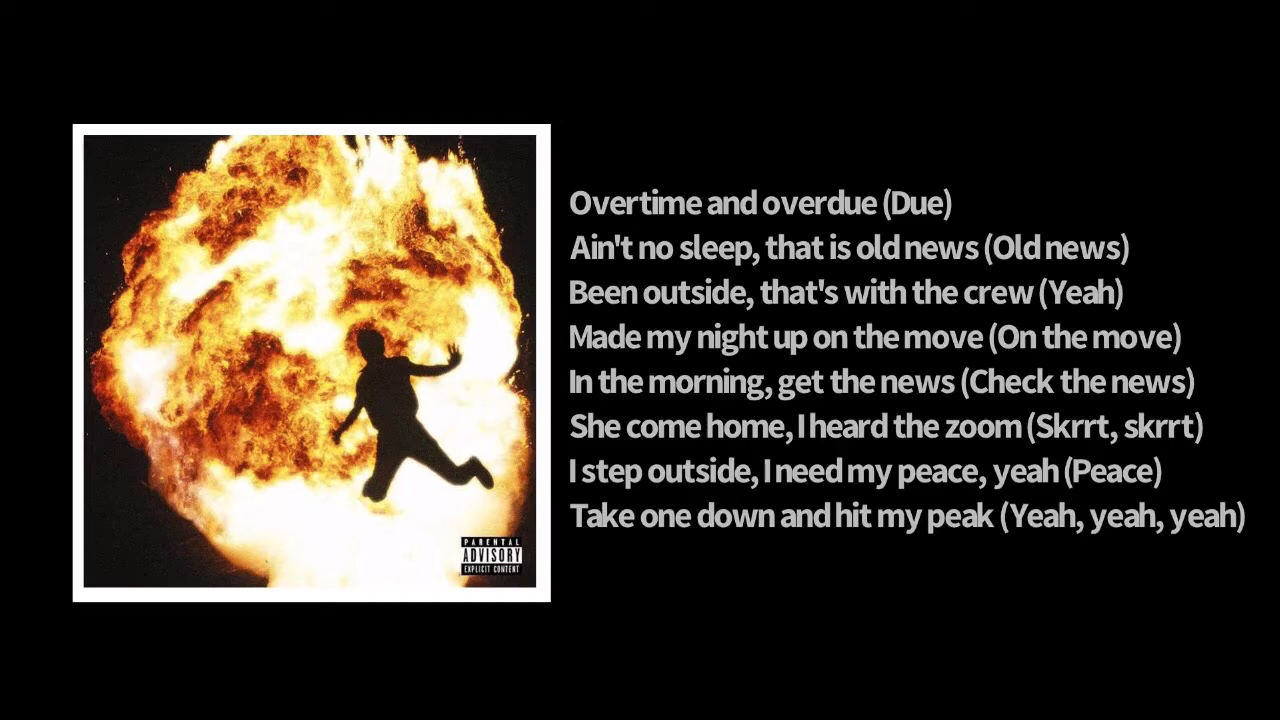 Overtime and overdue (Due)
Ain't no sleep, that is old news (Old news)
Been outside, that's with the crew (Yeah)
Made my night up on the move (On the move)
In the morning, get the news (Check the news)
She come home, I heard the zoom (Skrrt, skrrt)
I step outside, I need my peace, yeah (Peace)
Take one down and hit my peak (Yeah, yeah, yeah)
PARENTAL
ADVISORY
EXPLICIT CONTENT